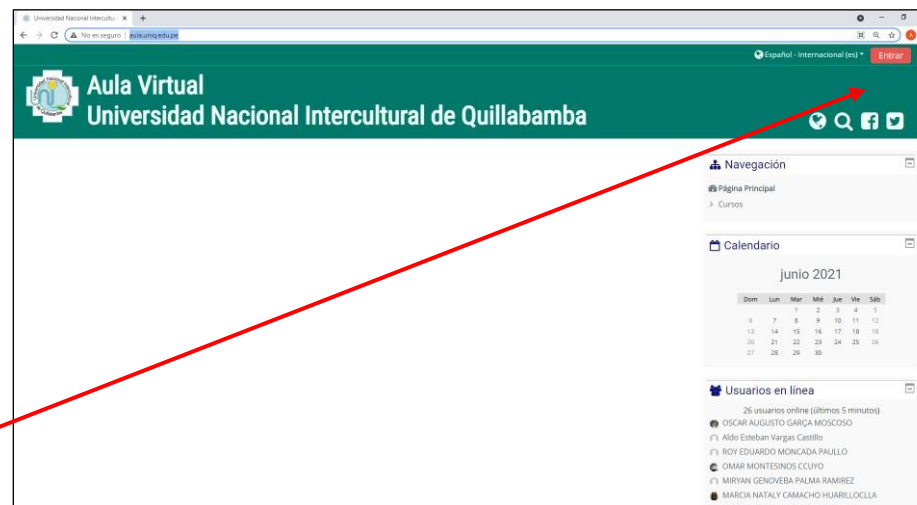 Universidad Nacional Intercultu
No es seguro | aula.uniq.edu.pe
Español - Internacional (es)
Entrar
Aula Virtual
Universidad Nacional Intercultural de Quillabamba
Navegación
Página Principal
Cursos
Calendario
junio 2021
Dom Lun Mar Mié Jue Vie Sáb
1 2 3 4 5
6 7 8 9 10 11 12
13 14 15 16 17 18 19
20 21 22 23 24 25 26
27 28 29 30
Usuarios en línea
26 usuarios online (últimos 5 minutos)
OSCAR AUGUSTO GARÇA MOSCOSO
Aldo Esteban Vargas Castillo
ROY EDUARDO MONCADA PAULLO
OMAR MONTESINOS CCUYO
MIRYAN GENOVEBA PALMA RAMIREZ
MARCIA NATALY CAMACHO HUARILLOCLLA